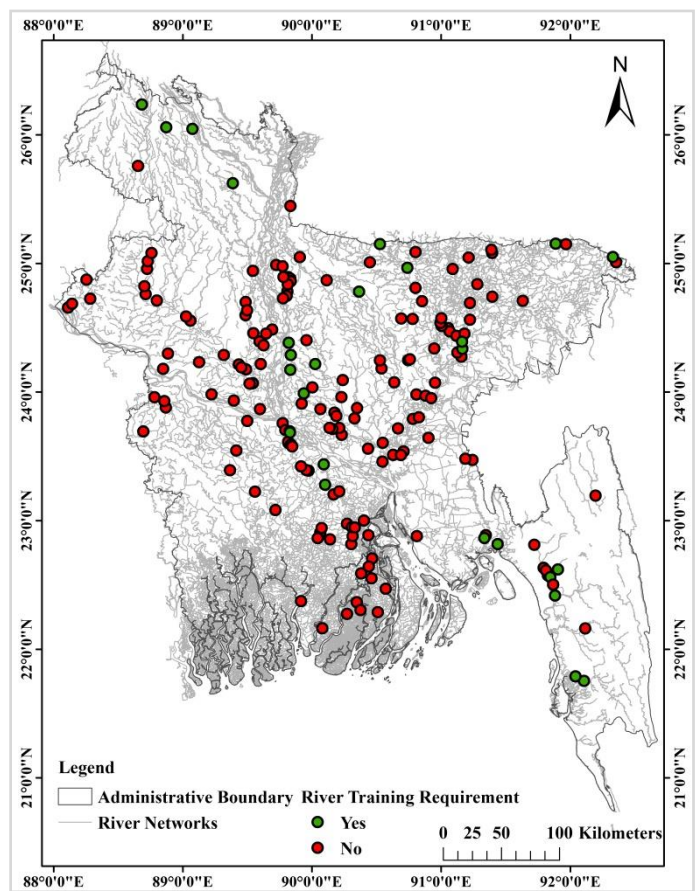 88°0'0"E 89°0'0"E 90°0'0"E 91°0'0"E 92°0'0"E
N
26°0'0"N 26°0'0"N
25°0'0"N 25°0'0"N
24°0'0"N 24°0'0"N
23°0'0"N 23°0'0"N
22°0'0"N 22°0'0"N
21°0'0"N 21°0'0"N
Legend
Administrative Boundary River Training Requirement
River Networks Yes
No
0 25 50 100 Kilometers
88°0'0"E 89°0'0"E 90°0'0"E 91°0'0"E 92°0'0"E